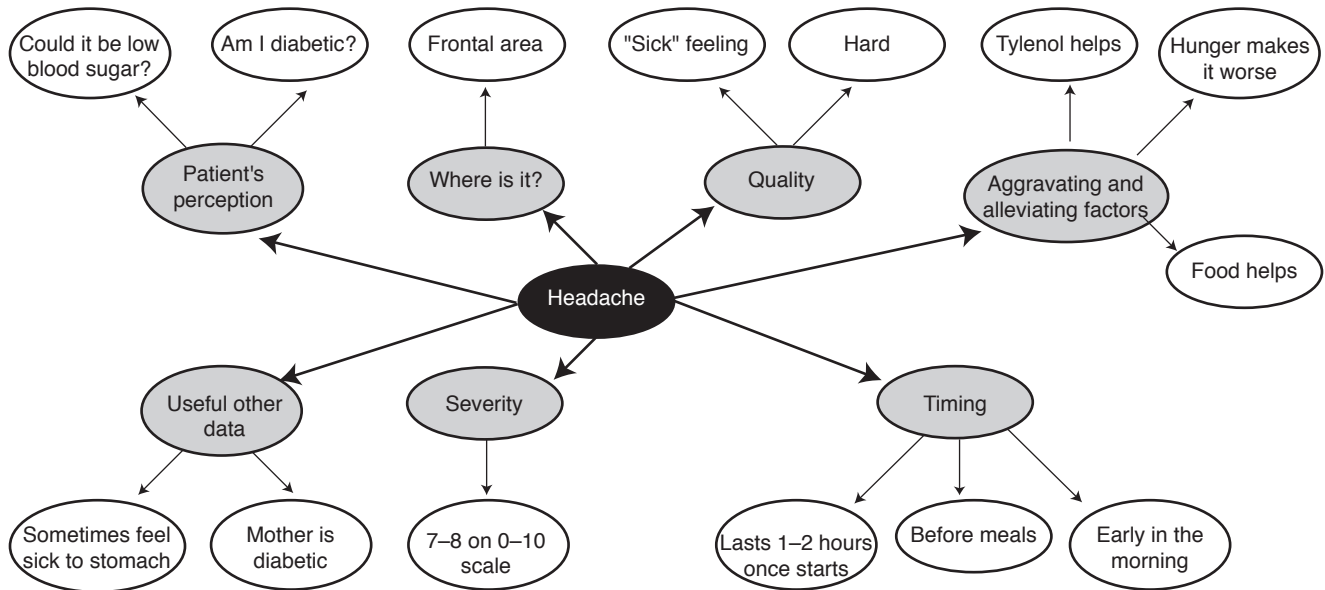 Could it be low
blood sugar?
Am I diabetic?
Frontal area
"Sick" feeling
Hard
Tylenol helps
Hunger makes
it worse
Patient's
perception
Where is it?
Quality
Aggravating and
alleviating factors
Food helps
Headache
Useful other
data
Severity
Timing
Sometimes feel
sick to stomach
Mother is
diabetic
7–8 on 0–10
scale
Lasts 1–2 hours
once starts
Before meals
Early in the
morning